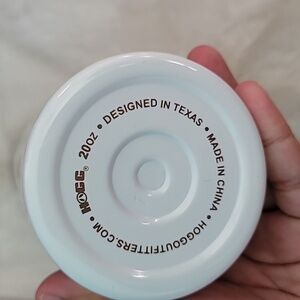 HOGG 20OZ • DESIGNED IN TEXAS • MADE IN CHINA • HOGGOUTFITTERS.COM •